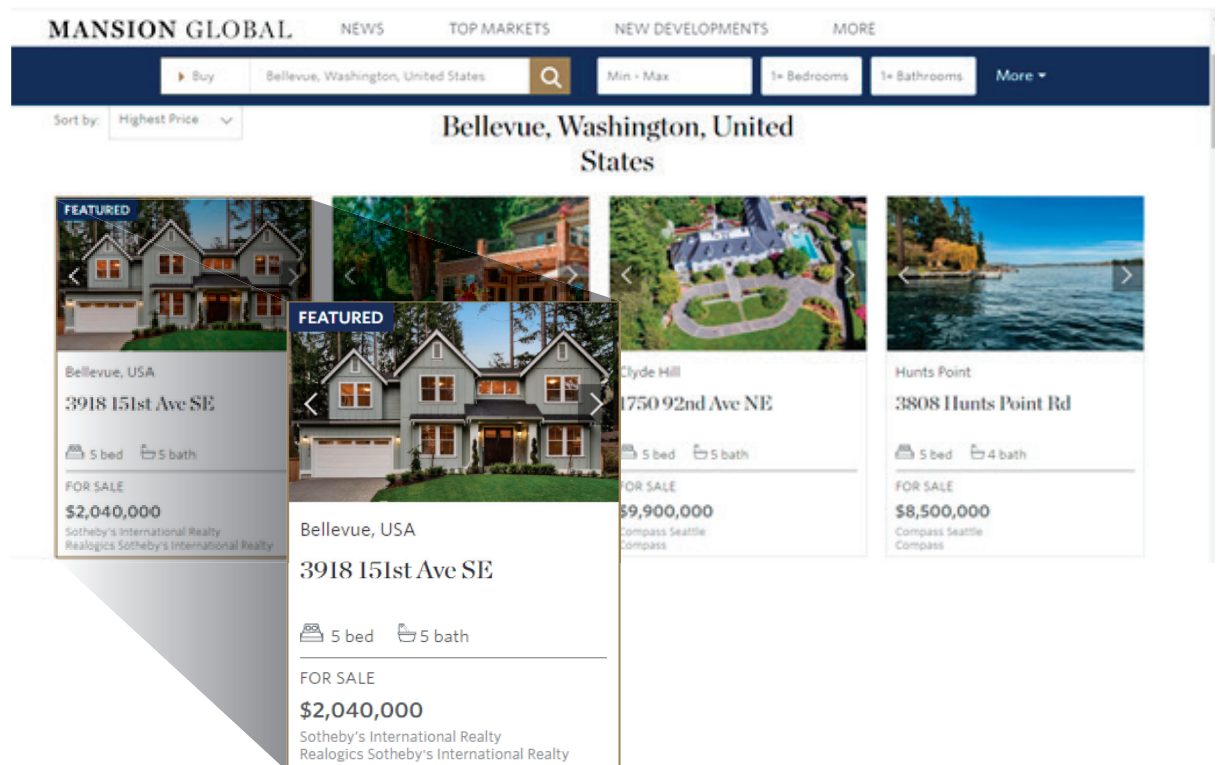 MANSION GLOBAL NEWS TOP MARKETS NEW DEVELOPMENTS MORE
Buy Bellevue, Washington, United States Min - Max 1+ Bedrooms 1+ Bathrooms More
Sort by: Highest Price
Bellevue, Washington, United
States
FEATURED
Bellevue, USA
3918 151st Ave SE
5 bed 5 bath
FOR SALE
$2,040,000
Sotheby's International Realty
Realogics Sotheby's International Realty
FEATURED
Bellevue, USA
3918 151st Ave SE
5 bed 5 bath
FOR SALE
$2,040,000
Sotheby's International Realty
Realogics Sotheby's International Realty
Clyde Hill
1750 92nd Ave NE
5 bed 5 bath
FOR SALE
$9,900,000
Compass Seattle
Compass
Hunts Point
3808 Hunts Point Rd
5 bed 4 bath
FOR SALE
$8,500,000
Compass Seattle
Compass